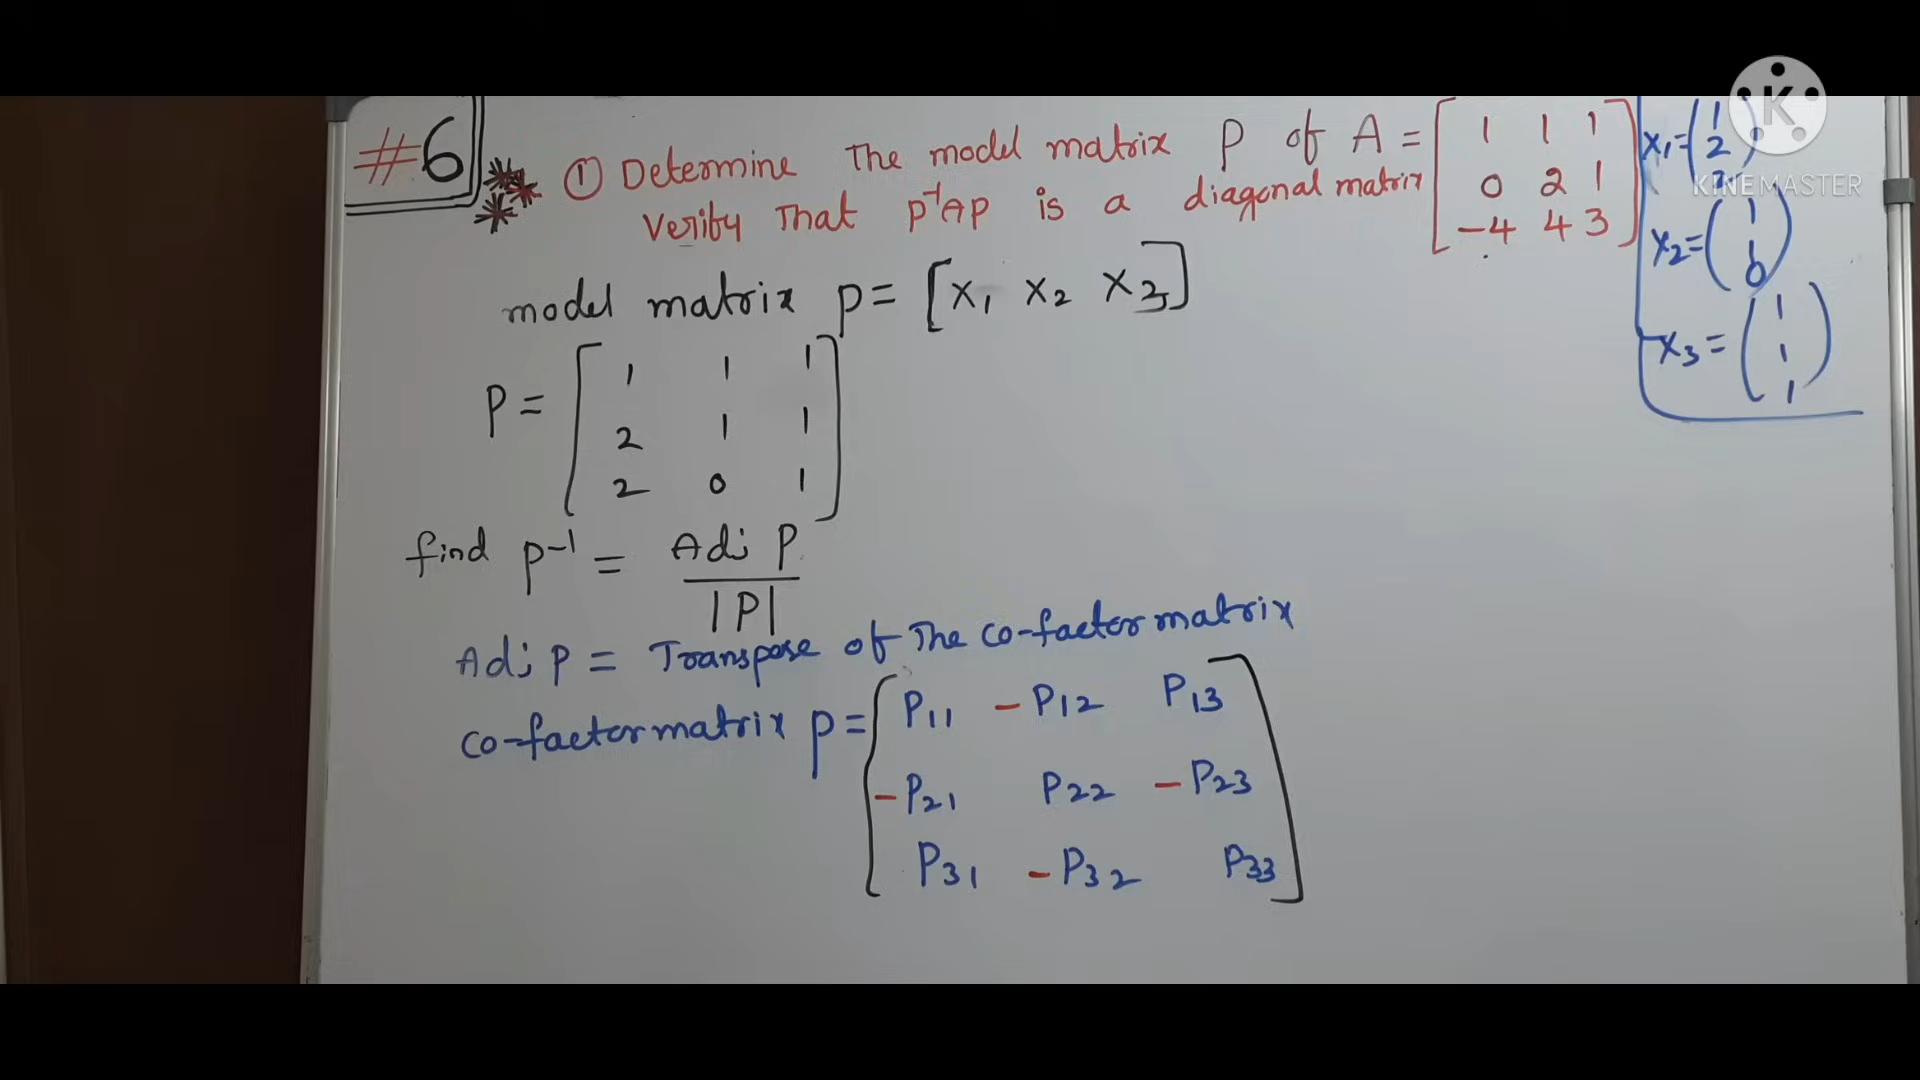 #6
① Determine The model matrix P of A = [1 1 1
Verify That P⁻¹AP is a diagonal matrix 0 2 1
-4 4 3]
X₁ = (1
2
2)
K
KINEMASTER
X₂ = (1
1
0)
X₃ = (1
1
1)
model matrix P = [X₁ X₂ X₃]
P = [1 1 1
2 1 1
2 0 1]
find P⁻¹ = Adj P
|P|
Adj P = Transpose of The co-factor matrix
co-factor matrix P = [P₁₁ -P₁₂ P₁₃
-P₂₁ P₂₂ -P₂₃
P₃₁ -P₃₂ P₃₃]